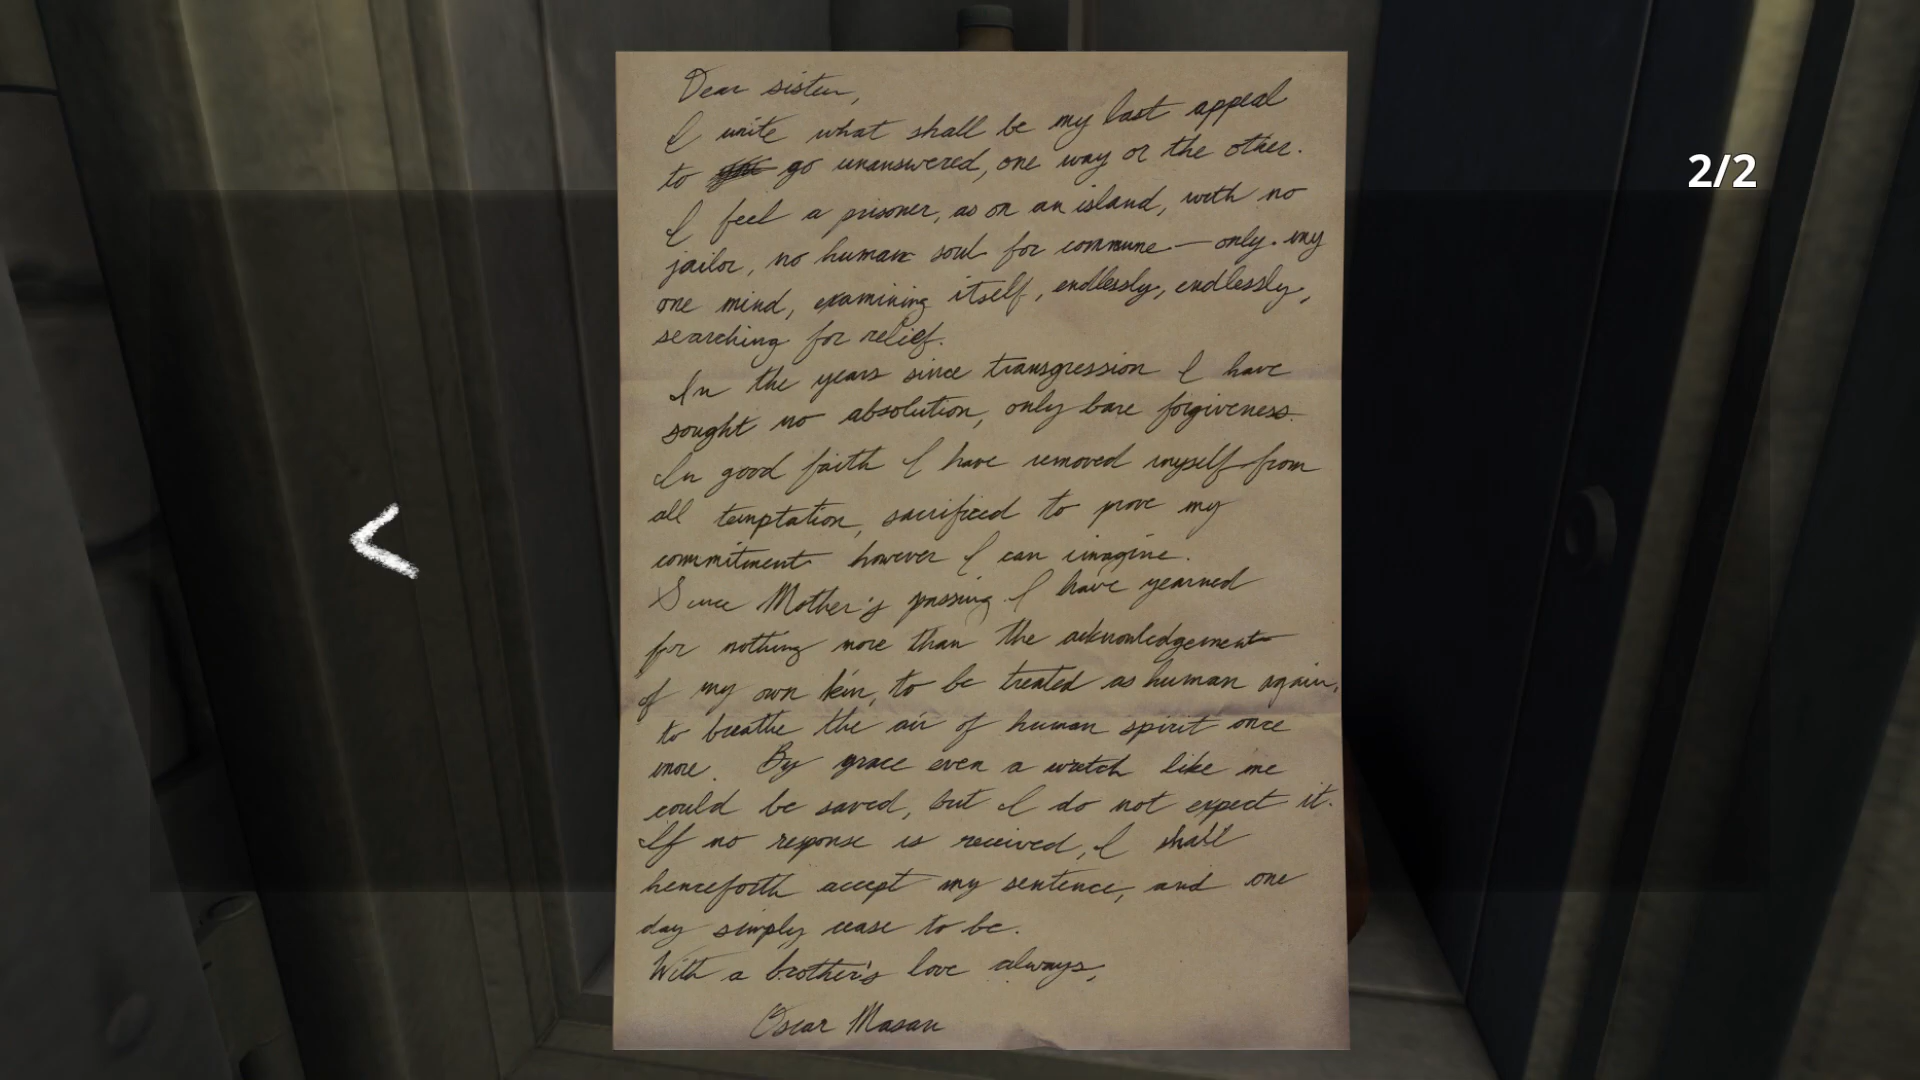 Dear sister,
I write what shall be my last appeal
to go unanswered, one way or the other.
2/2
I feel a prisoner, as on an island, with no
jailor, no human soul for commune — only my
one mind, examining itself, endlessly, endlessly,
searching for relief.
In the years since transgression I have
sought no absolution, only bare forgiveness.
In good faith I have removed myself from
all temptation, sacrificed to prove my
commitment however I can imagine.
Since Mother's passing I have yearned
for nothing more than the acknowledgement
of my own kin, to be treated as human again,
to breathe the air of human spirit once
more. By grace even a wretch like me
could be saved, but I do not expect it.
If no reponse is received, I shall
henceforth accept my sentence, and one
day simply cease to be.
With a brother's love always,
Oscar Masan